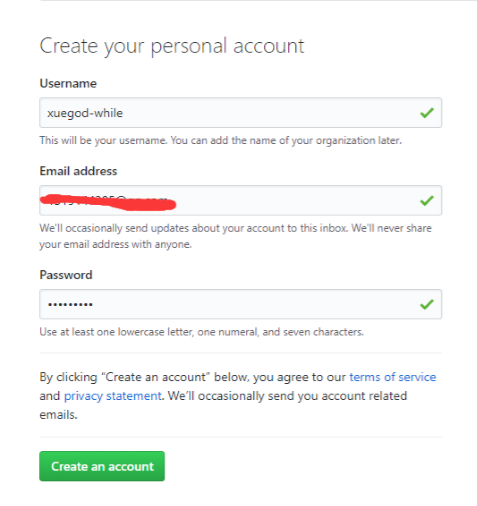 Create your personal account
Username
xuegod-while
This will be your username. You can add the name of your organization later.
Email address
We'll occasionally send updates about your account to this inbox. We'll never share
your email address with anyone.
Password
•••••••••
Use at least one lowercase letter, one numeral, and seven characters.
By clicking "Create an account" below, you agree to our terms of service
and privacy statement. We'll occasionally send you account related
emails.
Create an account